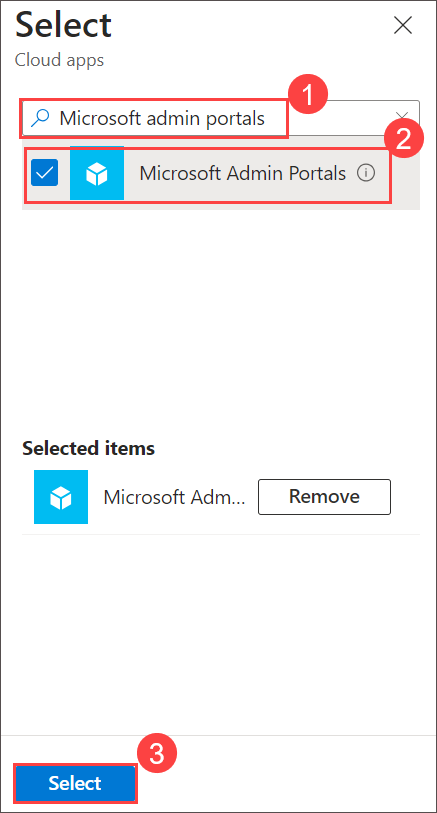 Select
Cloud apps
1
Microsoft admin portals
2
Microsoft Admin Portals
Selected items
Microsoft Adm... Remove
3
Select